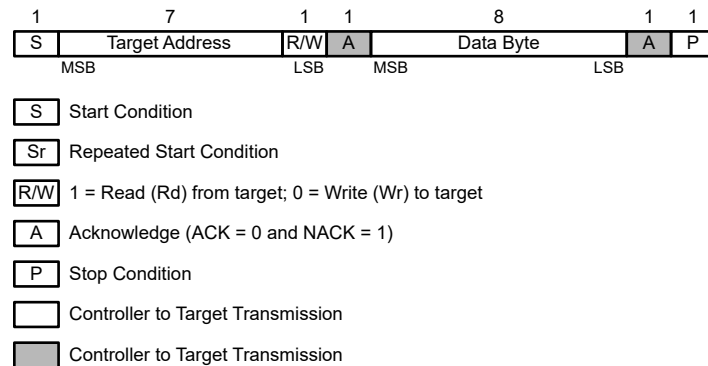 1 7 1 1 8 1 1
S Target Address R/W A Data Byte A P
MSB LSB MSB LSB
S Start Condition
Sr Repeated Start Condition
R/W 1 = Read (Rd) from target; 0 = Write (Wr) to target
A Acknowledge (ACK = 0 and NACK = 1)
P Stop Condition
Controller to Target Transmission
Controller to Target Transmission